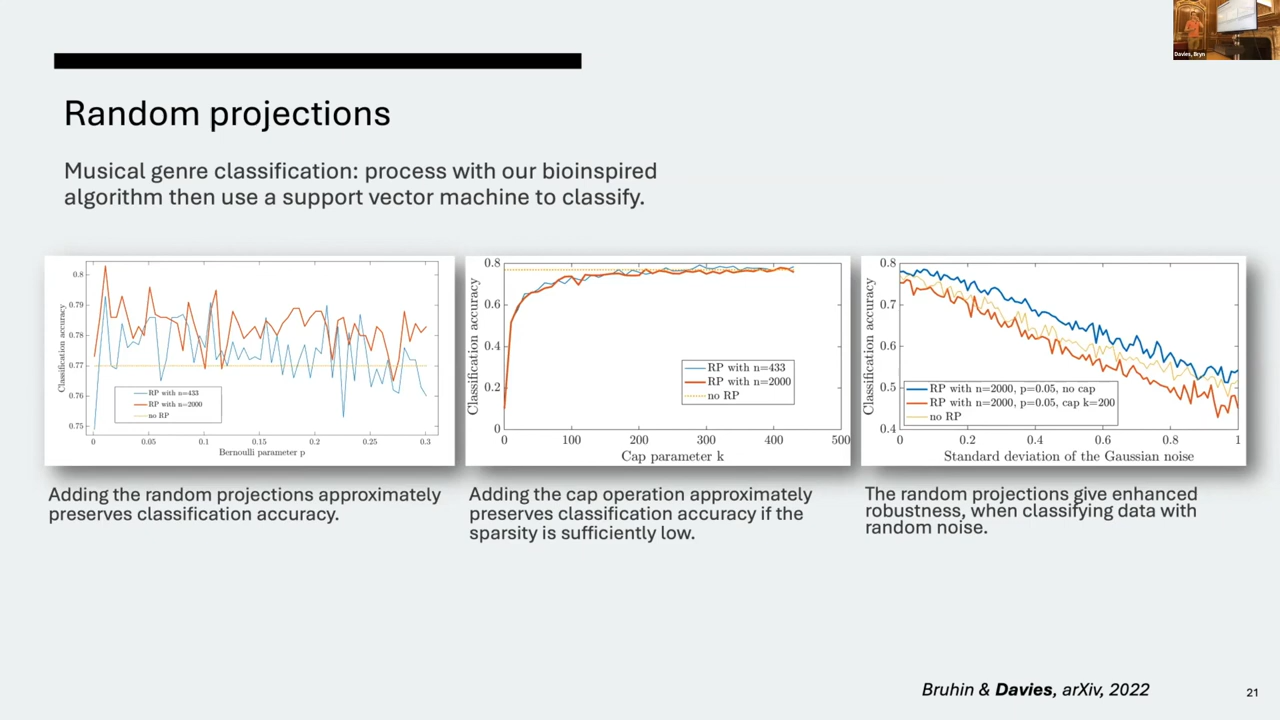 Davies, Bryn
Random projections
Musical genre classification: process with our bioinspired
algorithm then use a support vector machine to classify.
0.8
0.79
0.78
0.77
0.76
0.75
Classification accuracy
RP with n=433
RP with n=2000
no RP
0
0.05
0.1
0.15
0.2
0.25
0.3
Bernoulli parameter p
0.8
0.6
0.4
0.2
0
Classification accuracy
RP with n=433
RP with n=2000
no RP
0
100
200
300
400
500
Cap parameter k
0.8
0.7
0.6
0.5
0.4
Classification accuracy
RP with n=2000, p=0.05, no cap
RP with n=2000, p=0.05, cap k=200
no RP
0
0.2
0.4
0.6
0.8
1
Standard deviation of the Gaussian noise
Adding the random projections approximately
preserves classification accuracy.
Adding the cap operation approximately
preserves classification accuracy if the
sparsity is sufficiently low.
The random projections give enhanced
robustness, when classifying data with
random noise.
Bruhin & Davies, arXiv, 2022
21